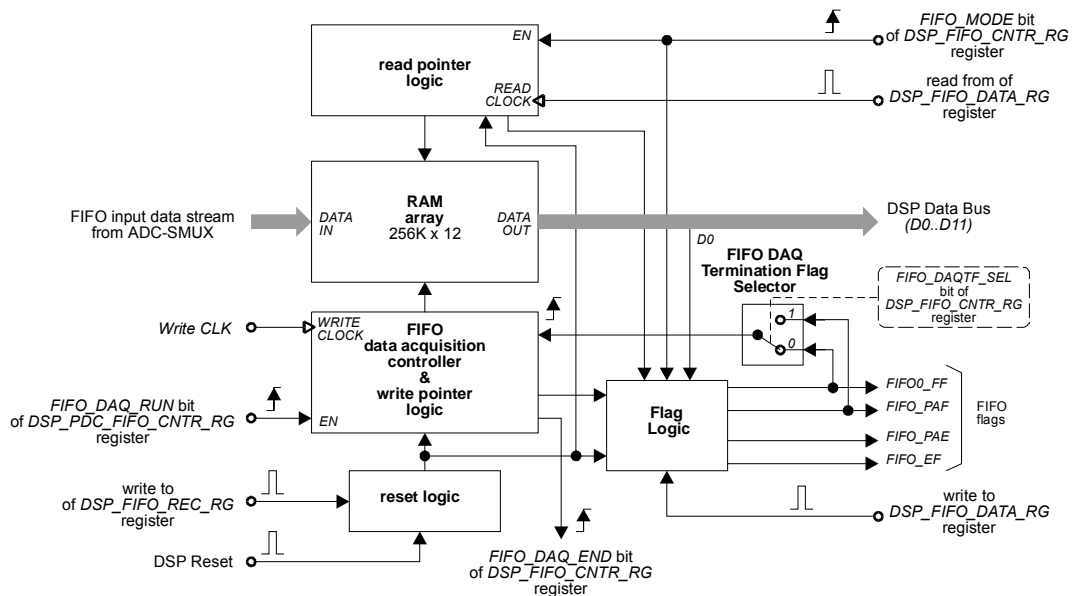 FIFO_MODE bit
of DSP_FIFO_CNTR_RG
register
EN
read pointer
logic
READ
CLOCK
read from of
DSP_FIFO_DATA_RG
register
FIFO input data stream
from ADC-SMUX
DATA
IN
RAM
array
256K x 12
DATA
OUT
DSP Data Bus
(D0..D11)
D0
FIFO DAQ
Termination Flag
Selector
FIFO_DAQTF_SEL
bit of
DSP_FIFO_CNTR_RG
register
1
0
Write CLK
WRITE
CLOCK
FIFO
data acquisition
controller
&
write pointer
logic
EN
FIFO_DAQ_RUN bit
of DSP_PDC_FIFO_CNTR_RG
register
Flag
Logic
FIFO0_FF
FIFO_PAF
FIFO_PAE
FIFO_EF
FIFO
flags
write to
of DSP_FIFO_REC_RG
register
reset logic
DSP Reset
FIFO_DAQ_END bit
of DSP_FIFO_CNTR_RG
register
write to
DSP_FIFO_DATA_RG
register